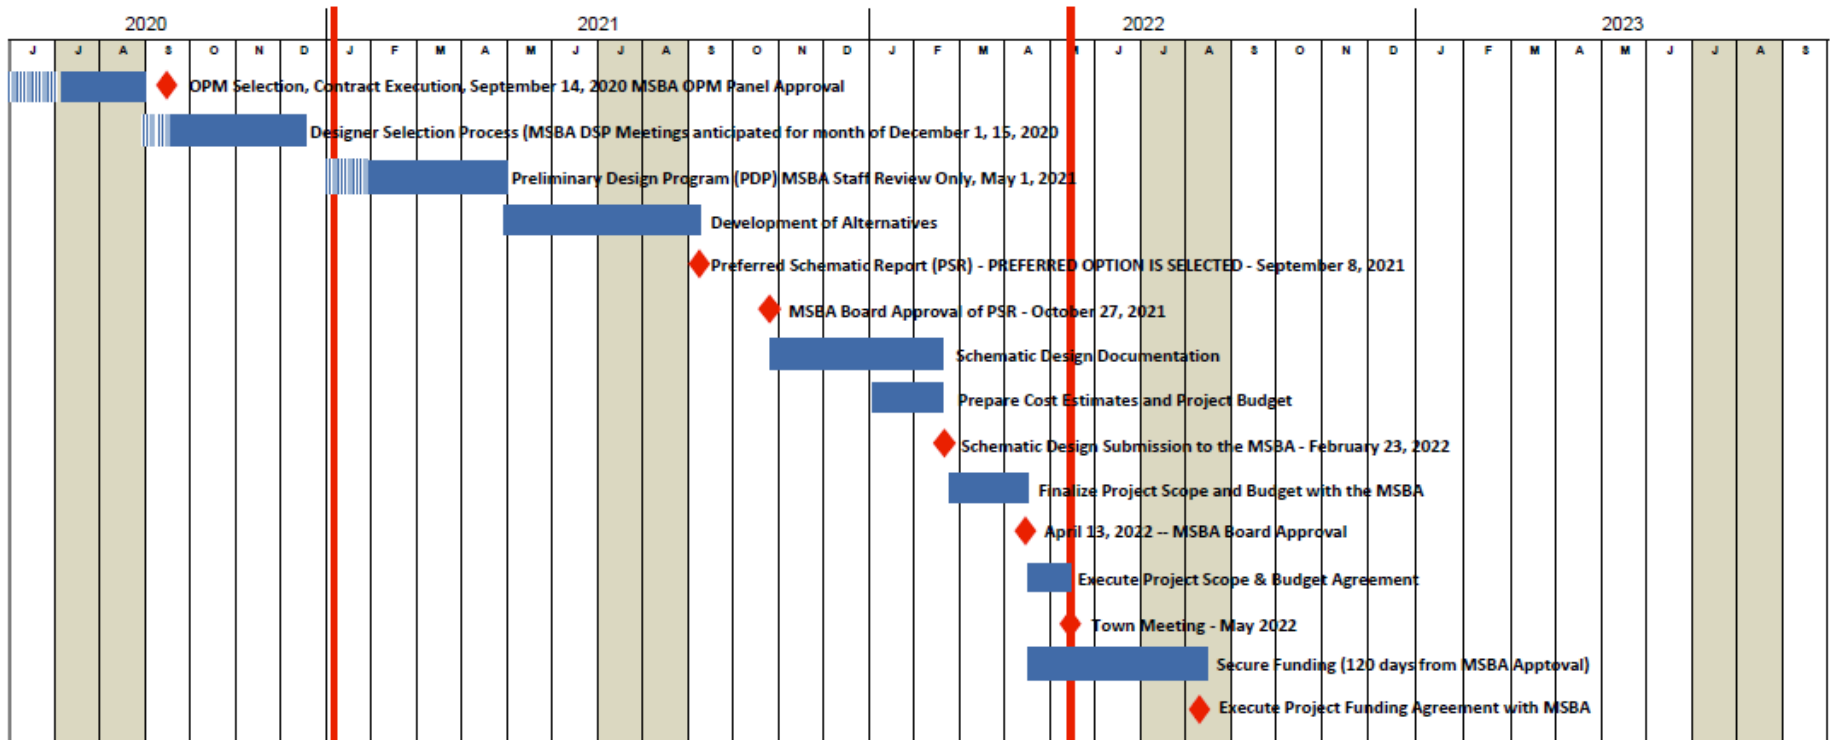 2020 2021 2022 2023
J J A S O N D J F M A M J J A S O N D J F M A M J J A S O N D J F M A M J J A S
OPM Selection, Contract Execution, September 14, 2020 MSBA OPM Panel Approval
Designer Selection Process (MSBA DSP Meetings anticipated for month of December 1, 15, 2020
Preliminary Design Program (PDP) MSBA Staff Review Only, May 1, 2021
Development of Alternatives
Preferred Schematic Report (PSR) - PREFERRED OPTION IS SELECTED - September 8, 2021
MSBA Board Approval of PSR - October 27, 2021
Schematic Design Documentation
Prepare Cost Estimates and Project Budget
Schematic Design Submission to the MSBA - February 23, 2022
Finalize Project Scope and Budget with the MSBA
April 13, 2022 -- MSBA Board Approval
Execute Project Scope & Budget Agreement
Town Meeting - May 2022
Secure Funding (120 days from MSBA Apptoval)
Execute Project Funding Agreement with MSBA